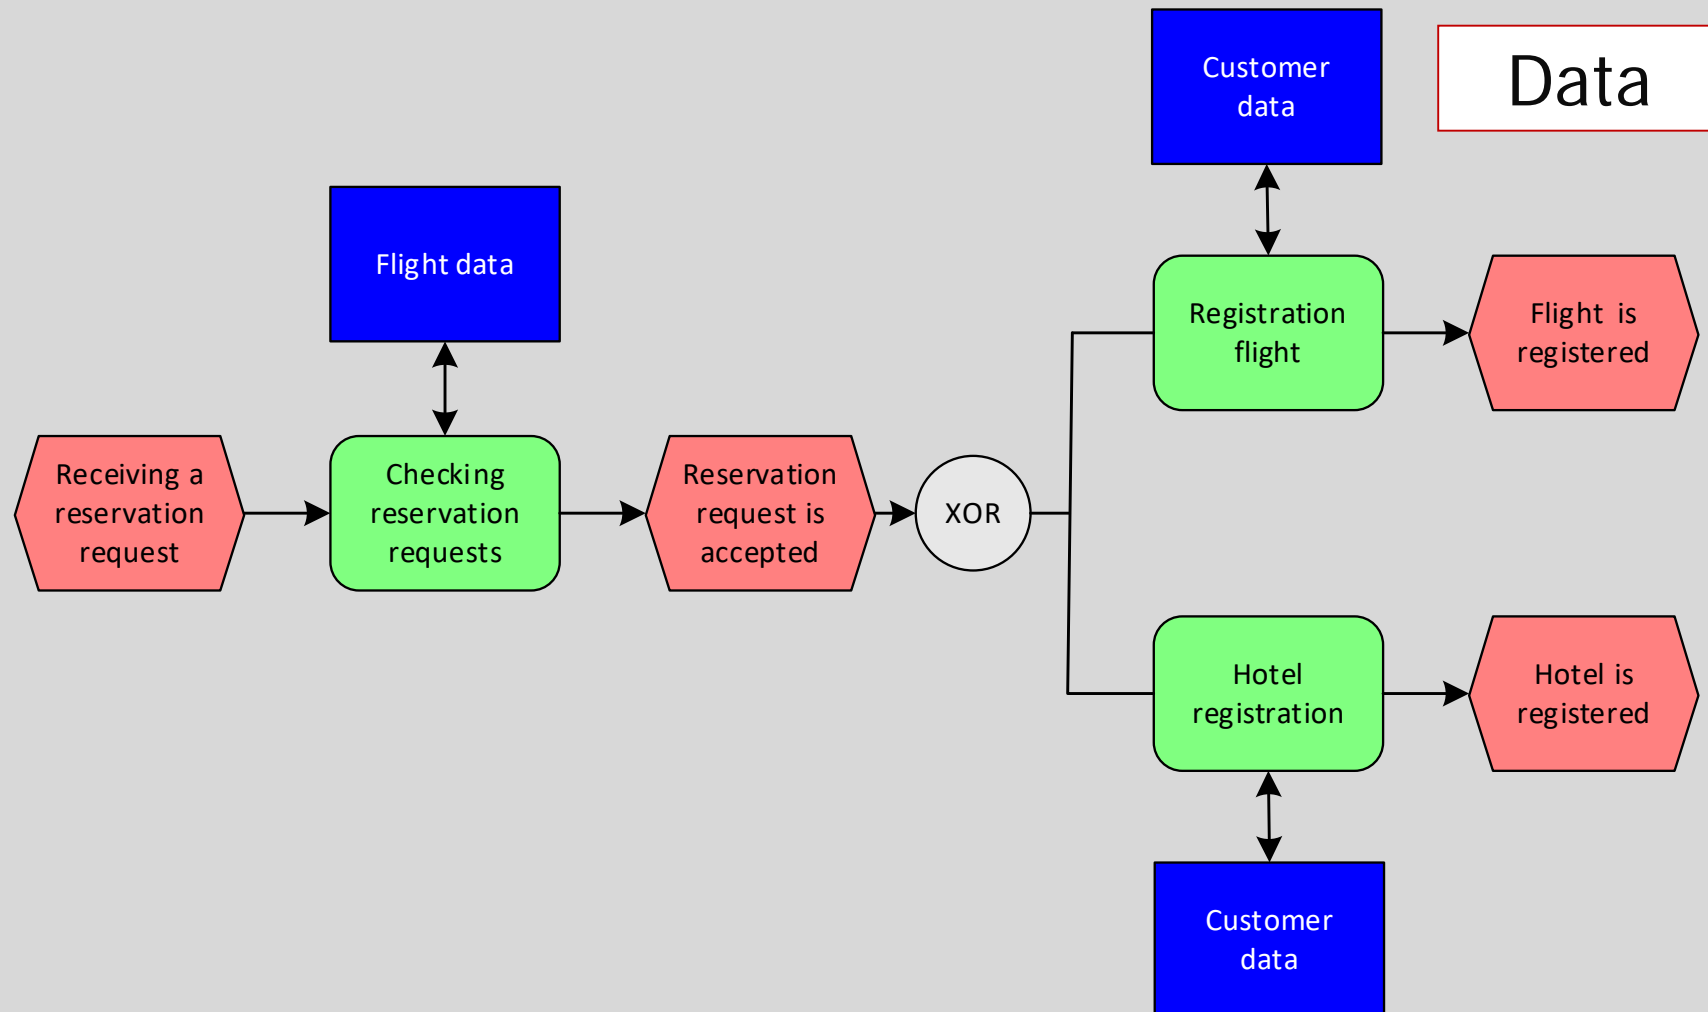 Data
Customer
data
Flight data
Receiving a
reservation
request
Checking
reservation
requests
Reservation
request is
accepted
XOR
Registration
flight
Flight is
registered
Hotel
registration
Hotel is
registered
Customer
data